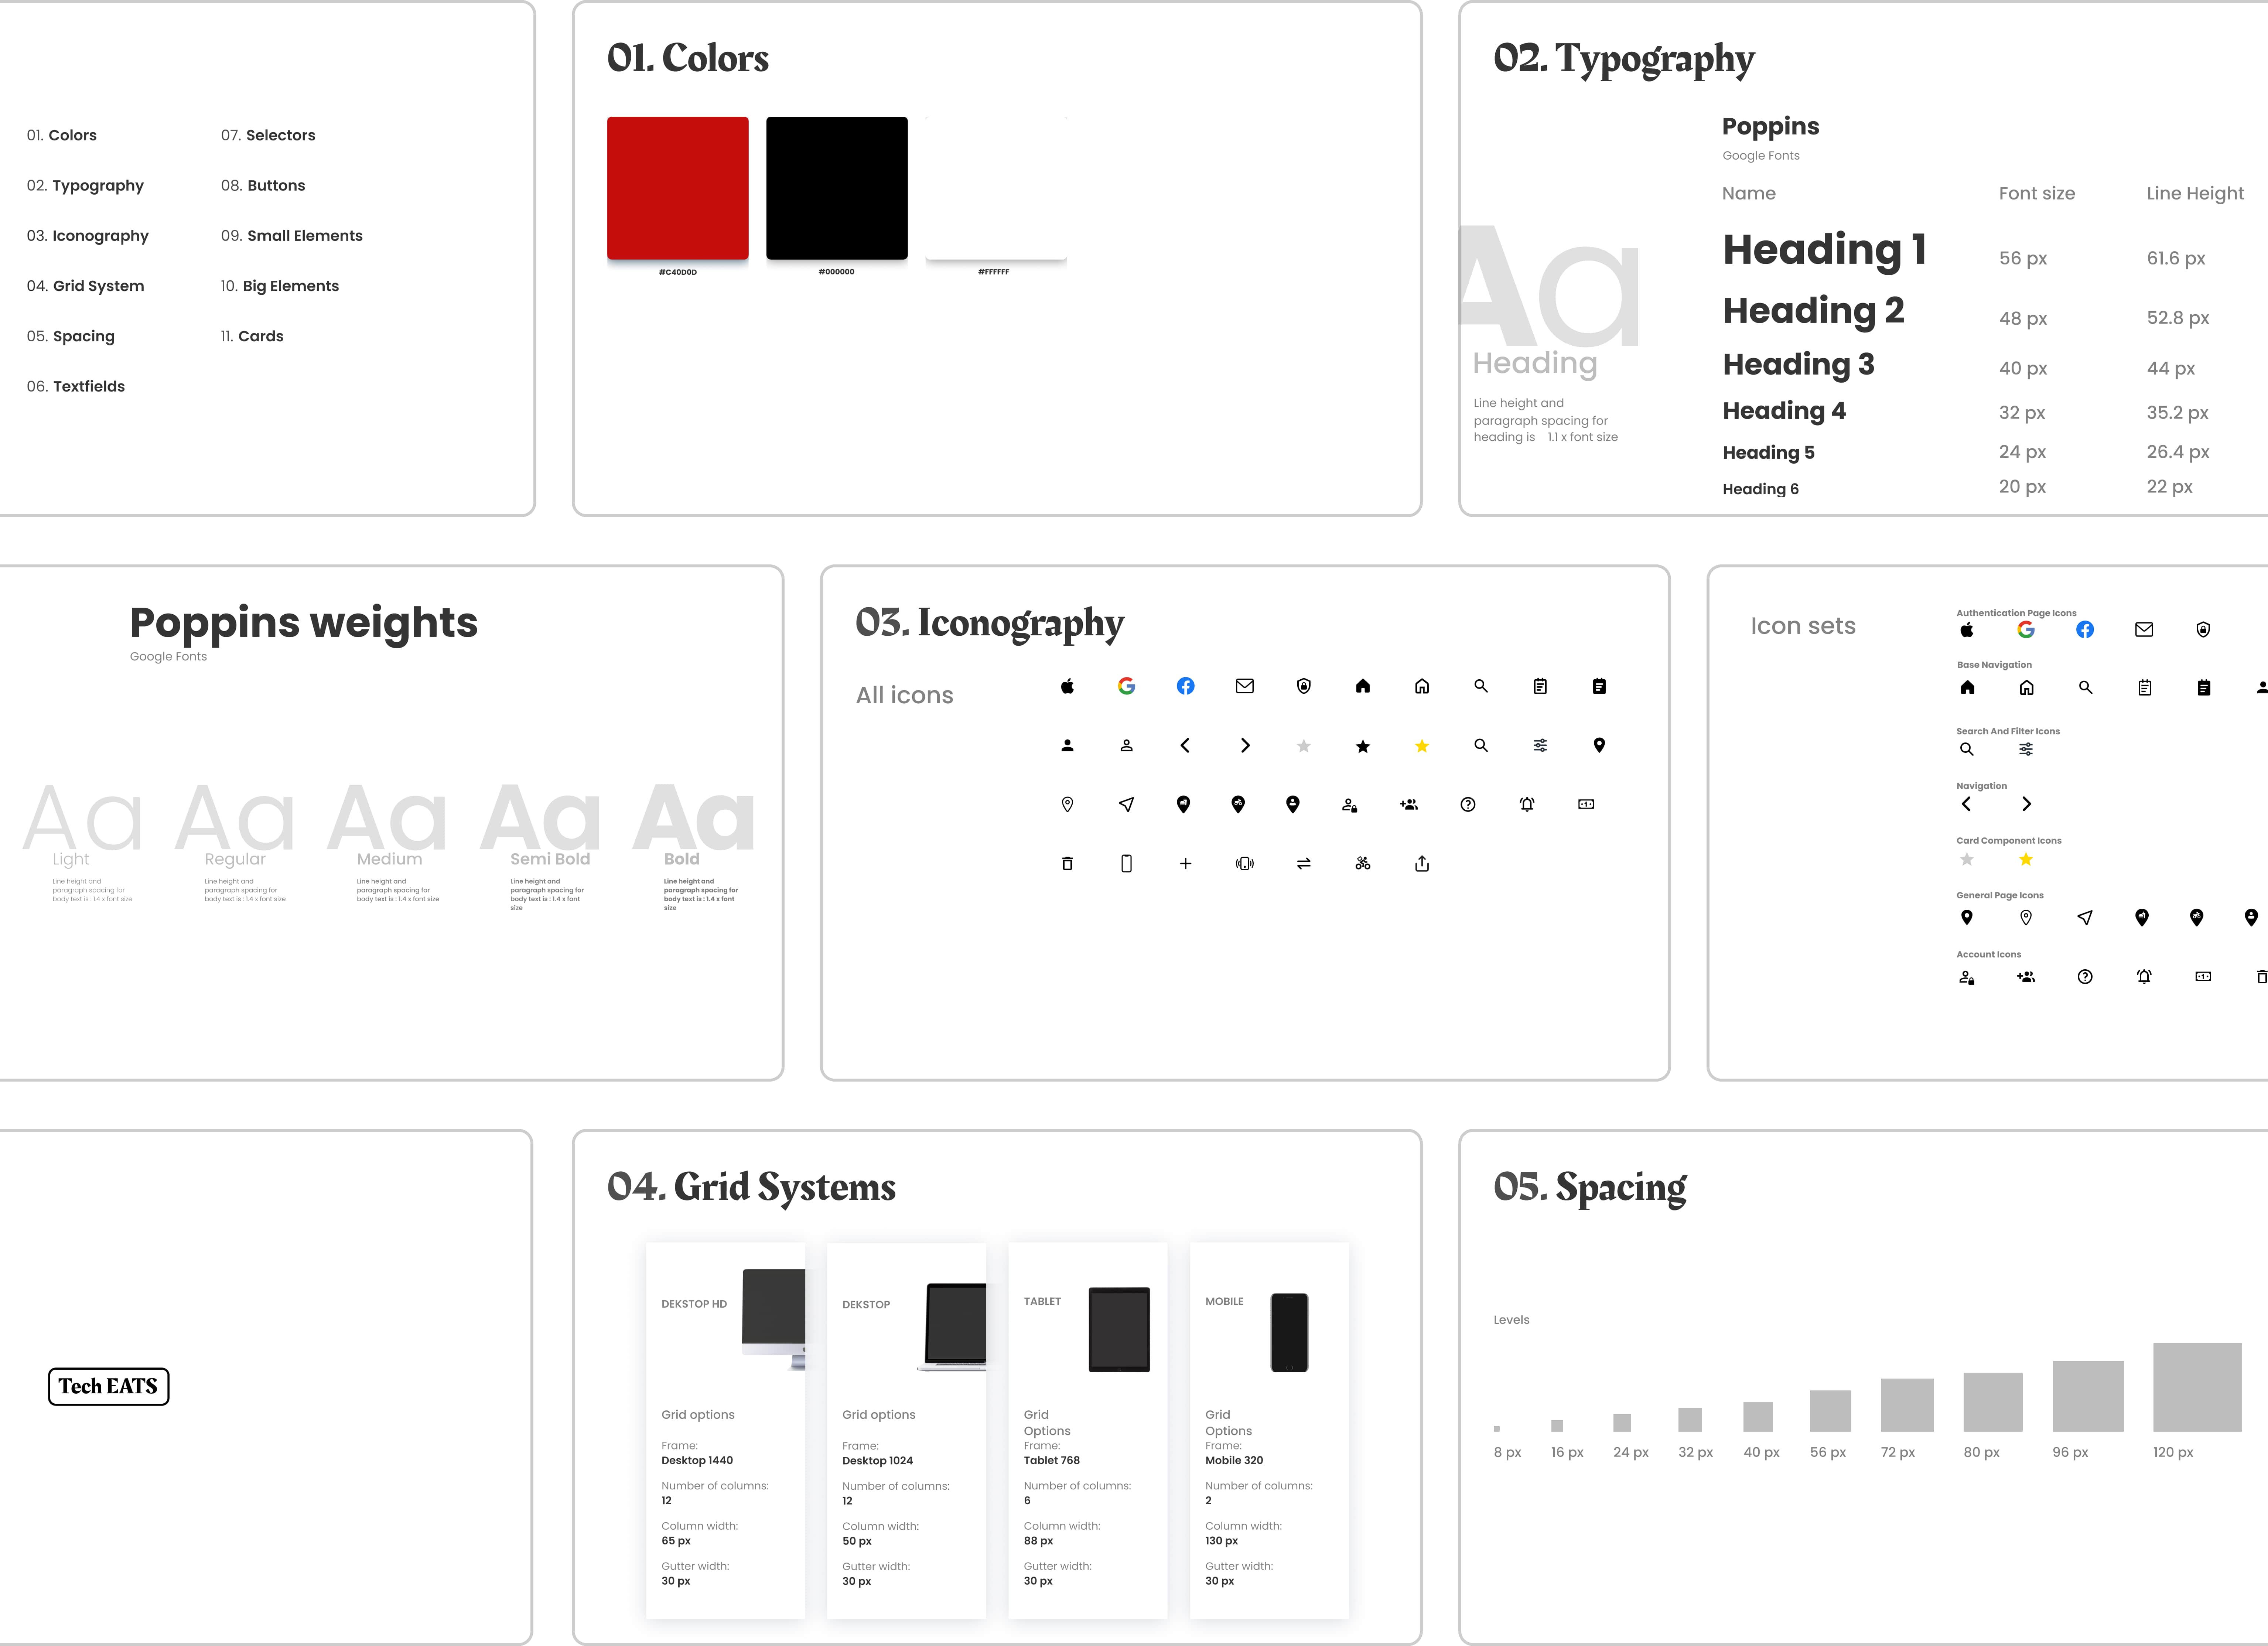 01. Colors
02. Typography
03. Iconography
04. Grid System
05. Spacing
06. Textfields
07. Selectors
08. Buttons
09. Small Elements
10. Big Elements
11. Cards
01. Colors
#C40D0D
#000000
#FFFFFF
02. Typography
Aa
Heading
Line height and
paragraph spacing for
heading is 1.1 x font size
Poppins
Google Fonts
Name Font size Line Height
Heading 1 56 px 61.6 px
Heading 2 48 px 52.8 px
Heading 3 40 px 44 px
Heading 4 32 px 35.2 px
Heading 5 24 px 26.4 px
Heading 6 20 px 22 px
Poppins weights
Google Fonts
Aa
Light
Line height and
paragraph spacing for
body text is : 1.4 x font size
Aa
Regular
Line height and
paragraph spacing for
body text is : 1.4 x font size
Aa
Medium
Line height and
paragraph spacing for
body text is : 1.4 x font size
Aa
Semi Bold
Line height and
paragraph spacing for
body text is : 1.4 x font
size
Aa
Bold
Line height and
paragraph spacing for
body text is : 1.4 x font
size
03. Iconography
All icons
Icon sets
Authentication Page Icons
Base Navigation
Search And Filter Icons
Navigation
Card Component Icons
General Page Icons
Account Icons
Tech EATS
04. Grid Systems
DEKSTOP HD
Grid options
Frame:
Desktop 1440
Number of columns:
12
Column width:
65 px
Gutter width:
30 px
DEKSTOP
Grid options
Frame:
Desktop 1024
Number of columns:
12
Column width:
50 px
Gutter width:
30 px
TABLET
Grid
Options
Frame:
Tablet 768
Number of columns:
6
Column width:
88 px
Gutter width:
30 px
MOBILE
Grid
Options
Frame:
Mobile 320
Number of columns:
2
Column width:
130 px
Gutter width:
30 px
05. Spacing
Levels
8 px 16 px 24 px 32 px 40 px 56 px 72 px 80 px 96 px 120 px